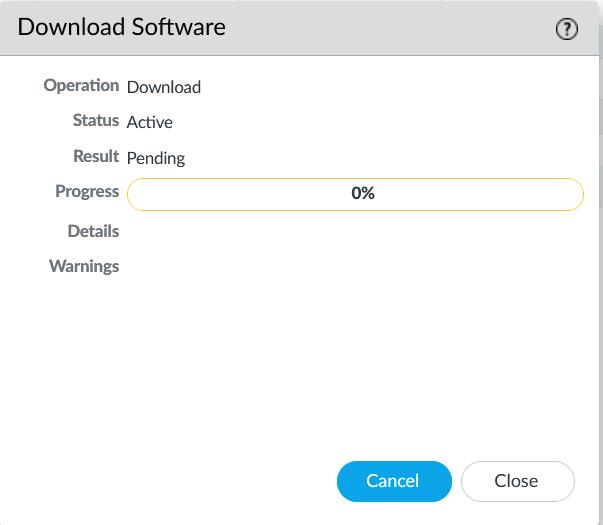 Download Software ?
Operation Download
Status Active
Result Pending
Progress 0%
Details
Warnings
Cancel Close